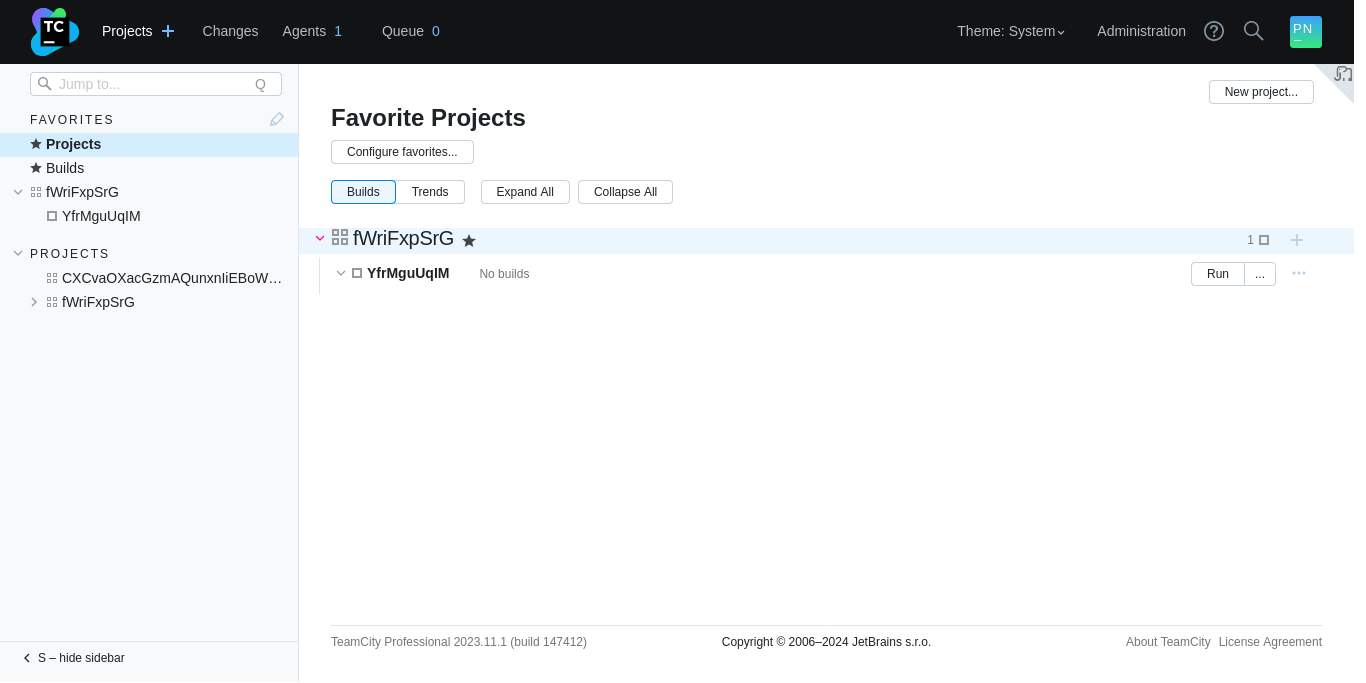 TC Projects Changes Agents 1 Queue 0 Theme: System Administration PN
Jump to... Q
New project...
FAVORITES
Favorite Projects
Projects
Configure favorites...
Builds
fWriFxpSrG
Builds Trends Expand All Collapse All
YfrMguUqIM
fWriFxpSrG 1
PROJECTS
YfrMguUqIM No builds Run ...
CXCvaOXacGzmAQunxnIiEBoW...
fWriFxpSrG
TeamCity Professional 2023.11.1 (build 147412) Copyright © 2006–2024 JetBrains s.r.o. About TeamCity License Agreement
S – hide sidebar